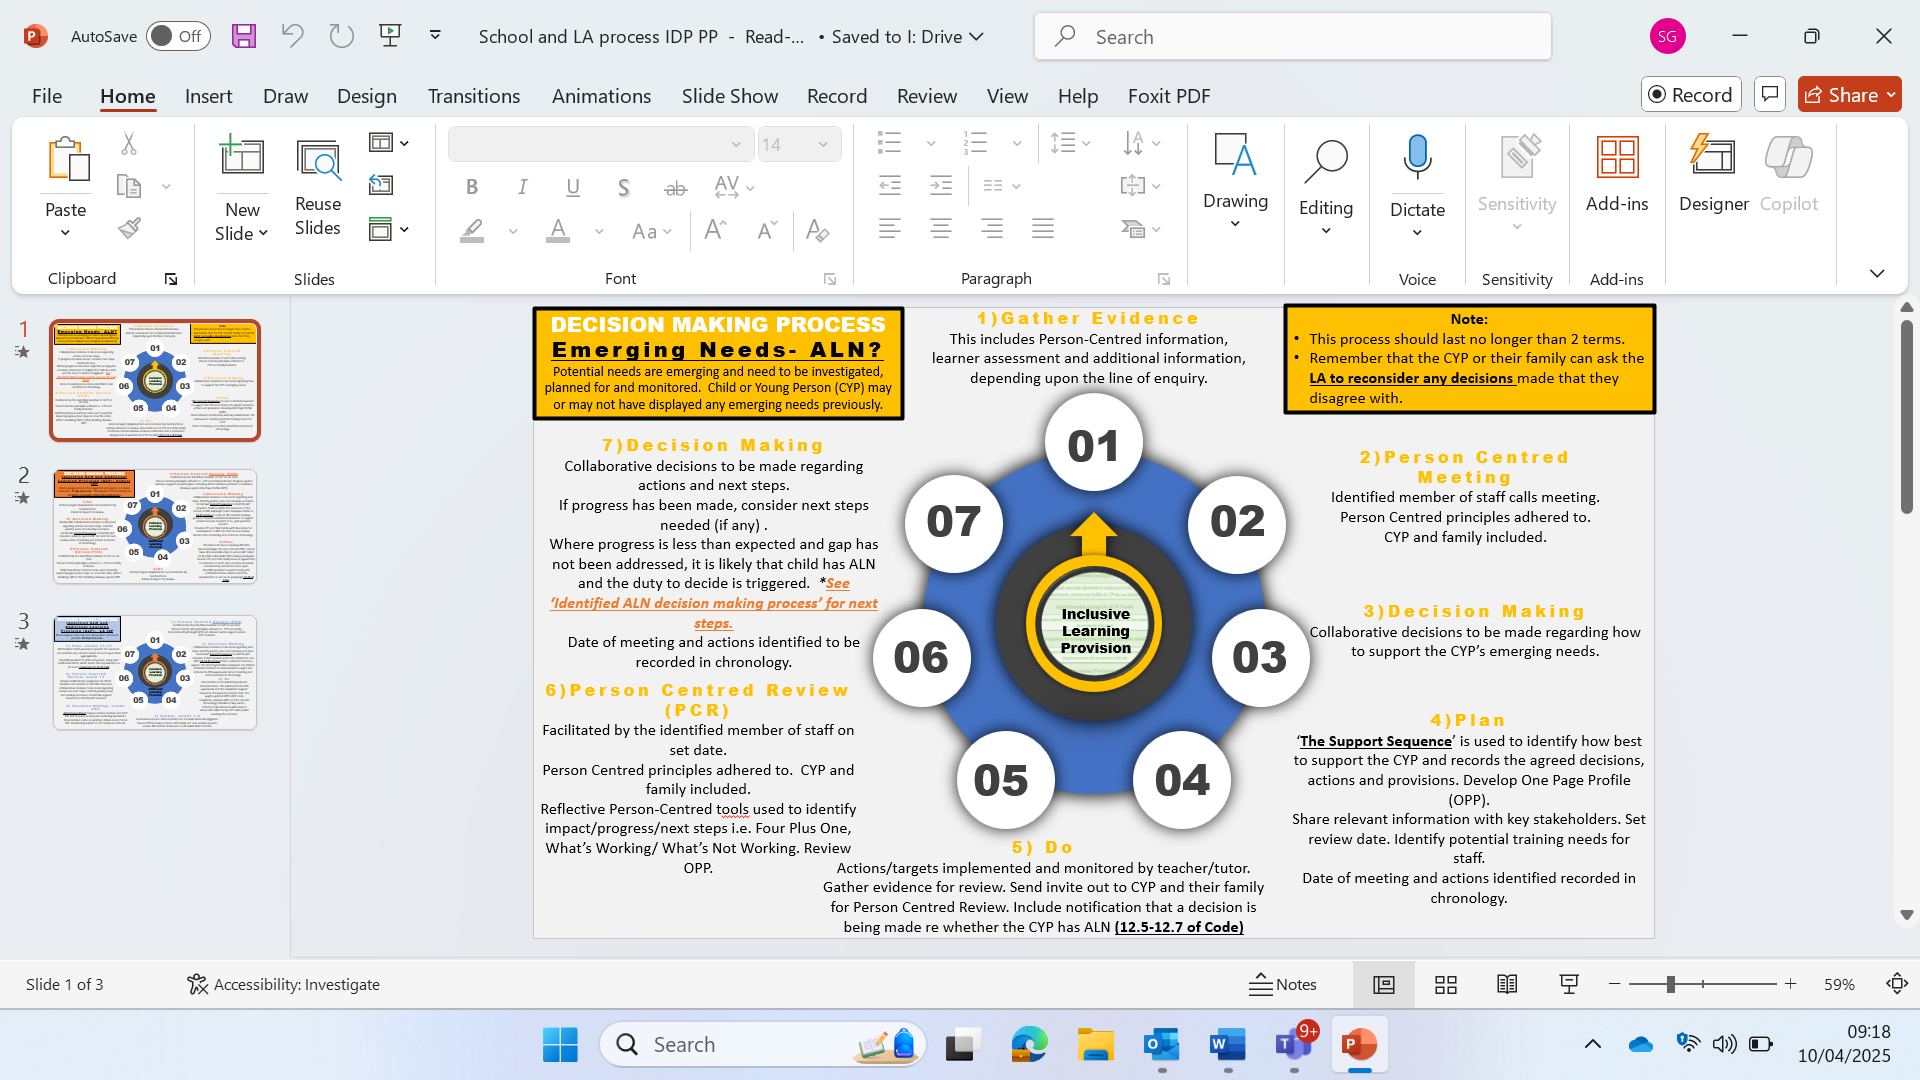 AutoSave Off School and LA process IDP PP - Read-... • Saved to I: Drive Search SG
File Home Insert Draw Design Transitions Animations Slide Show Record Review View Help Foxit PDF Record Share
Paste
New
Slide
Reuse
Slides
14
B I U S ab AV
A Aa A A A
Drawing
Editing
Dictate
Sensitivity
Add-ins
Designer
Copilot
Clipboard Slides Font Paragraph Voice Sensitivity Add-ins
1
2
3
DECISION MAKING PROCESS
Emerging Needs- ALN?
Potential needs are emerging and need to be investigated,
planned for and monitored. Child or Young Person (CYP) may
or may not have displayed any emerging needs previously.
1)Gather Evidence
This includes Person-Centred information,
learner assessment and additional information,
depending upon the line of enquiry.
Note:
• This process should last no longer than 2 terms.
• Remember that the CYP or their family can ask the
LA to reconsider any decisions made that they
disagree with.
01
02
03
04
05
06
07
Inclusive
Learning
Provision
2)Person Centred
Meeting
Identified member of staff calls meeting.
Person Centred principles adhered to.
CYP and family included.
3)Decision Making
Collaborative decisions to be made regarding how
to support the CYP’s emerging needs.
4)Plan
‘The Support Sequence’ is used to identify how best
to support the CYP and records the agreed decisions,
actions and provisions. Develop One Page Profile
(OPP).
Share relevant information with key stakeholders. Set
review date. Identify potential training needs for
staff.
Date of meeting and actions identified recorded in
chronology.
5) Do
Actions/targets implemented and monitored by teacher/tutor.
Gather evidence for review. Send invite out to CYP and their family
for Person Centred Review. Include notification that a decision is
being made re whether the CYP has ALN (12.5-12.7 of Code)
7)Decision Making
Collaborative decisions to be made regarding
actions and next steps.
If progress has been made, consider next steps
needed (if any) .
Where progress is less than expected and gap has
not been addressed, it is likely that child has ALN
and the duty to decide is triggered. *See
‘Identified ALN decision making process’ for next
steps.
Date of meeting and actions identified to be
recorded in chronology.
6)Person Centred Review
(PCR)
Facilitated by the identified member of staff on
set date.
Person Centred principles adhered to. CYP and
family included.
Reflective Person-Centred tools used to identify
impact/progress/next steps i.e. Four Plus One,
What’s Working/ What’s Not Working. Review
OPP.
Slide 1 of 3 Accessibility: Investigate Notes 59%
Search 9+ 09:18
10/04/2025